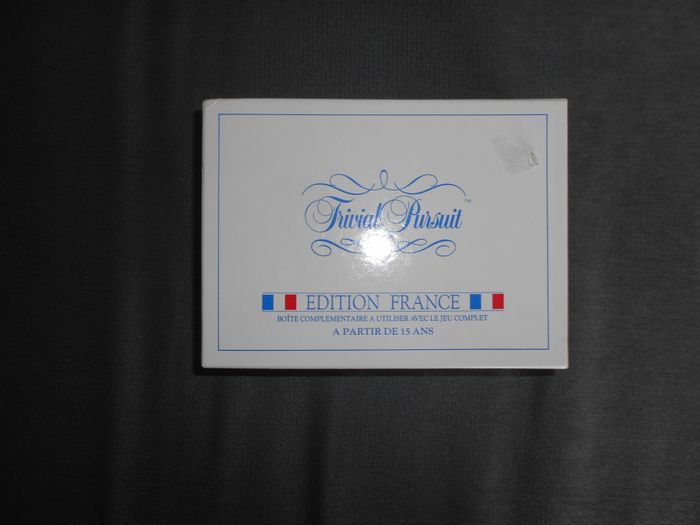 Trivial Pursuit™
EDITION FRANCE
BOÎTE COMPLEMENTAIRE A UTILISER AVEC LE JEU COMPLET
A PARTIR DE 15 ANS